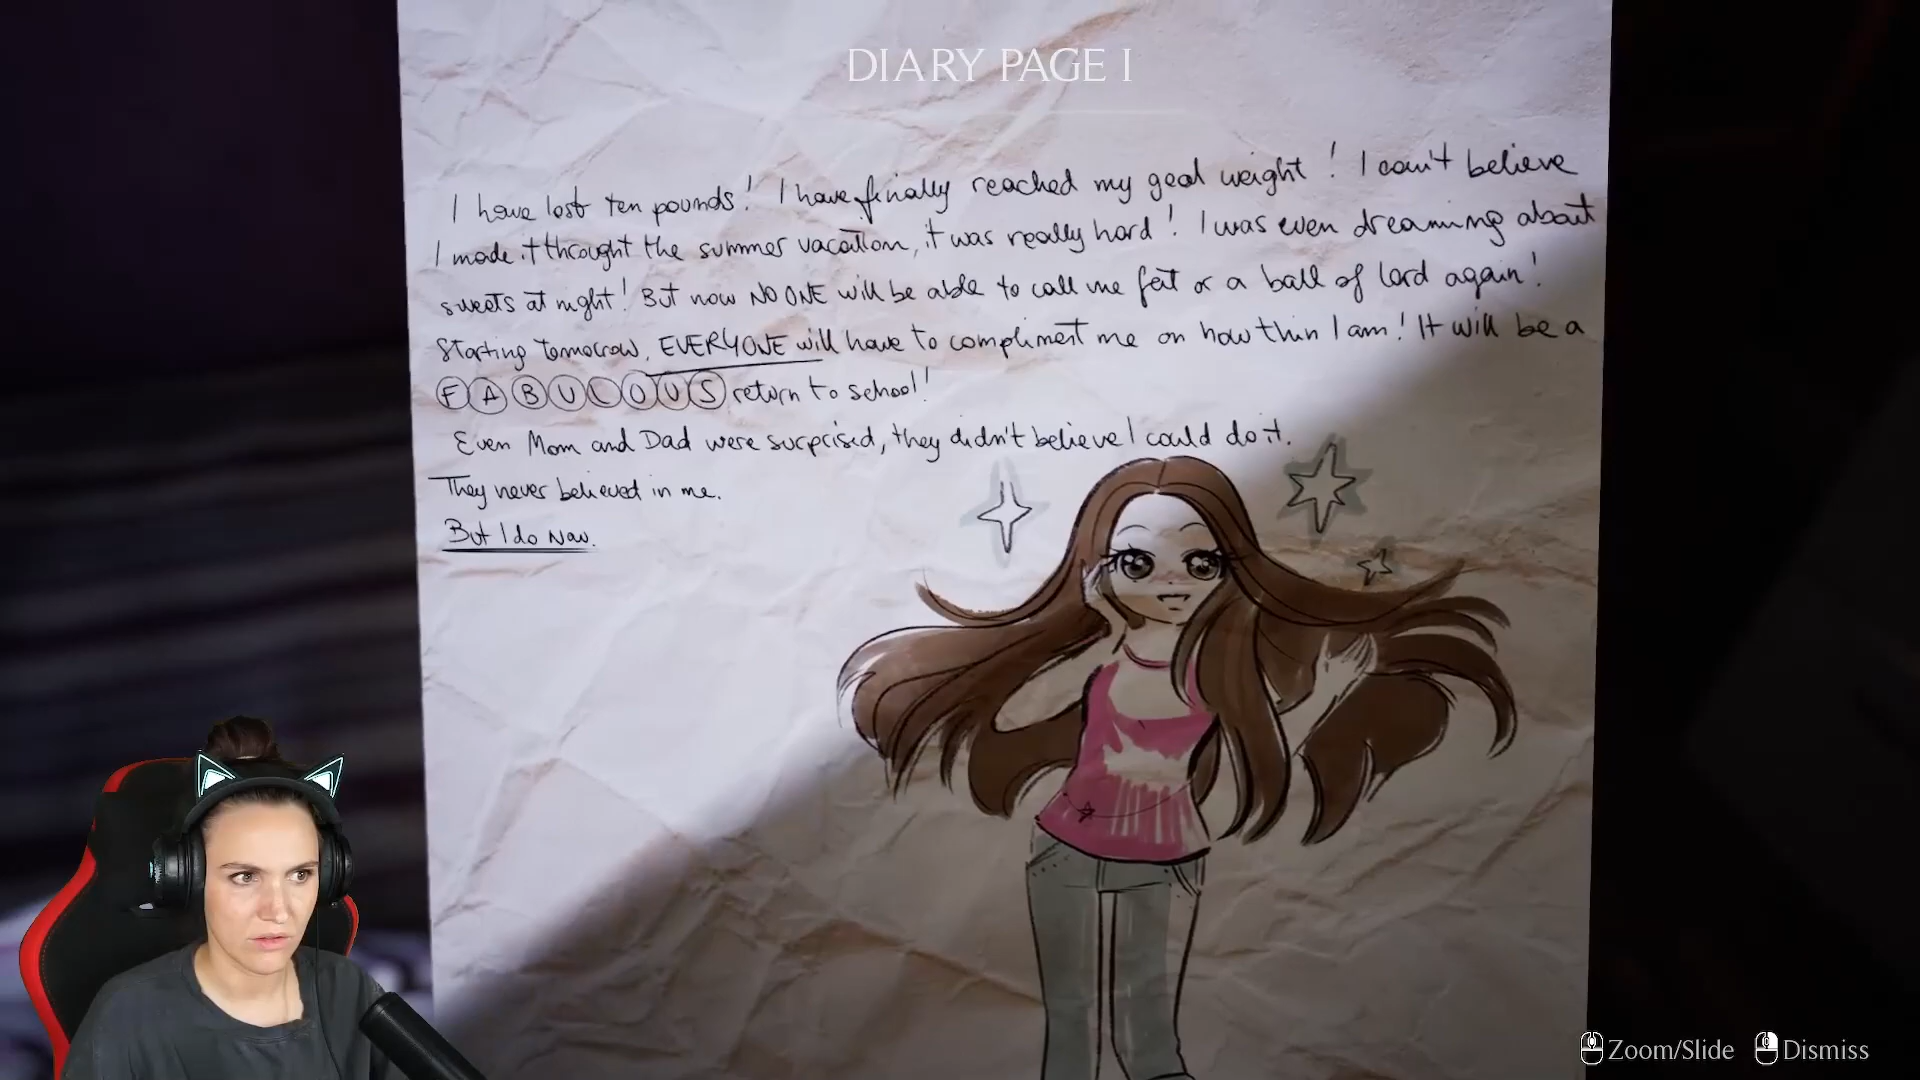 DIARY PAGE I
I have lost ten pounds! I have finally reached my goal weight! I can't believe
I made it throught the summer vacation, it was really hard! I was even dreaming about
sweets at night! But now NO ONE will be able to call me fat or a ball of lard again!
Starting tomorrow, EVERYONE will have to compliment me on how thin I am! It will be a
FABULOUS return to school!
Even Mom and Dad were surprised, they didn't believe I could do it.
They never believed in me.
But I do Now.
Zoom/Slide Dismiss